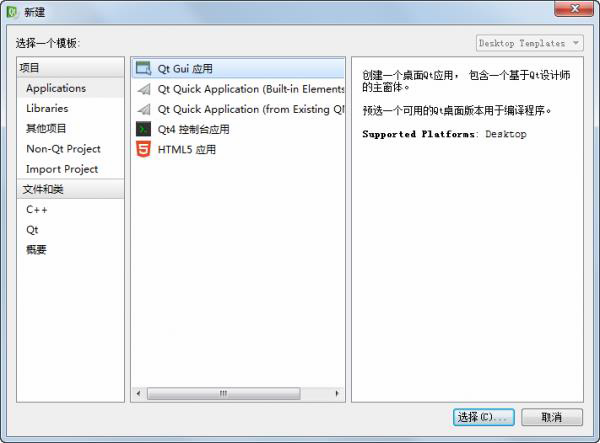 新建
选择一个模板:
Desktop Templates
项目
Applications
Libraries
其他项目
Non-Qt Project
Import Project
文件和类
C++
Qt
概要
Qt Gui 应用
Qt Quick Application (Built-in Elements
Qt Quick Application (from Existing QM
Qt4 控制台应用
HTML5 应用
创建一个桌面Qt应用， 包含一个基于Qt设计师
的主窗体。
预选一个可用的Qt桌面版本用于编译程序。
Supported Platforms: Desktop
选择(C)...
取消